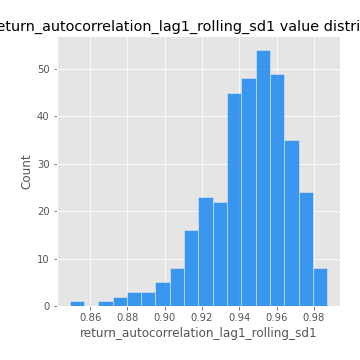 eturn_autocorrelation_lag1_rolling_sd1 value distri
50
40
30
20
10
0
Count
0.86 0.88 0.90 0.92 0.94 0.96 0.98
return_autocorrelation_lag1_rolling_sd1